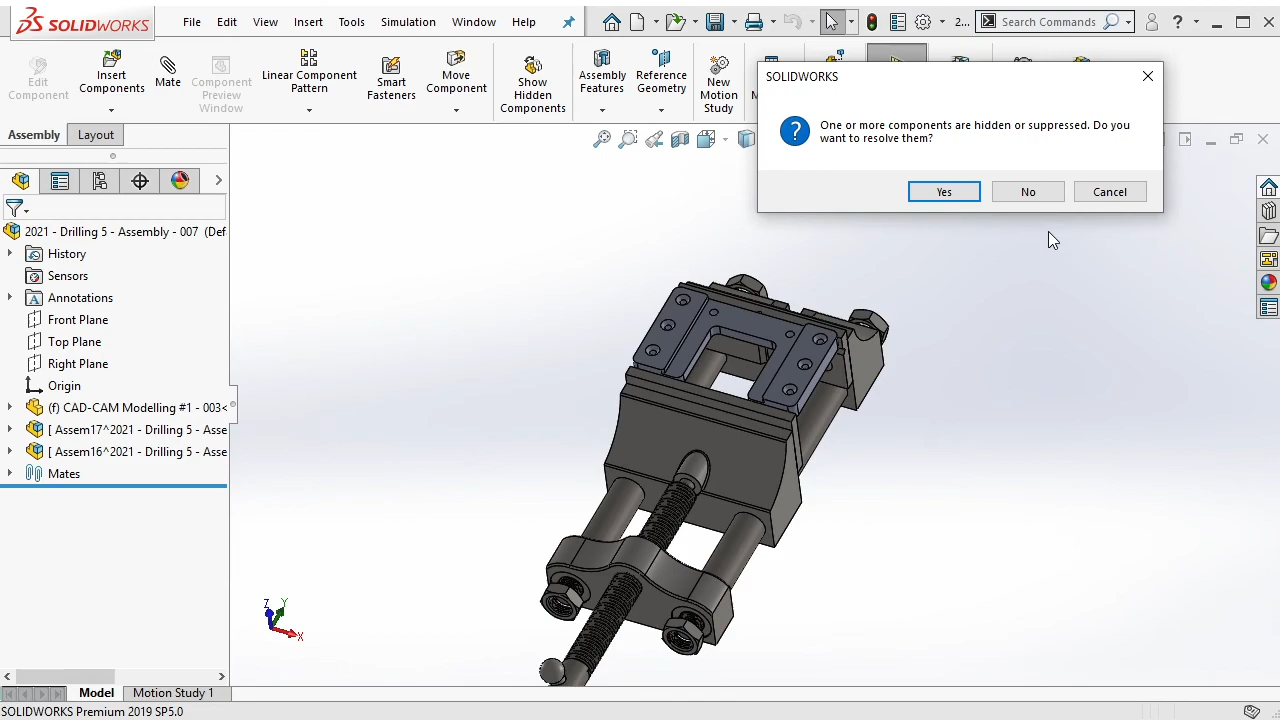 SOLIDWORKS
File Edit View Insert Tools Simulation Window Help
2...
Search Commands
?
Edit
Component
Insert
Components
Mate
Component
Preview
Window
Linear Component
Pattern
Smart
Fasteners
Move
Component
Show
Hidden
Components
Assembly
Features
Reference
Geometry
New
Motion
Study
SOLIDWORKS
One or more components are hidden or suppressed. Do you
want to resolve them?
Yes No Cancel
Assembly Layout
2021 - Drilling 5 - Assembly - 007 (Def
History
Sensors
Annotations
Front Plane
Top Plane
Right Plane
Origin
(f) CAD-CAM Modelling #1 - 003<
[ Assem17^2021 - Drilling 5 - Asse
[ Assem16^2021 - Drilling 5 - Asse
Mates
Z
Y
X
Model Motion Study 1
SOLIDWORKS Premium 2019 SP5.0